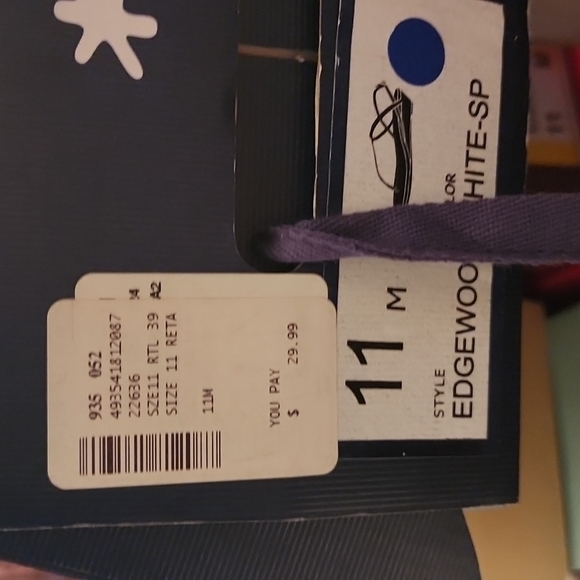 24
A2
935 052
493541812087
22636
SZE11 RTL 39
SIZE 11 RETA
11M
YOU PAY
$ 29.99
11 M
STYLE
EDGEWOO
LOR
HITE-SP